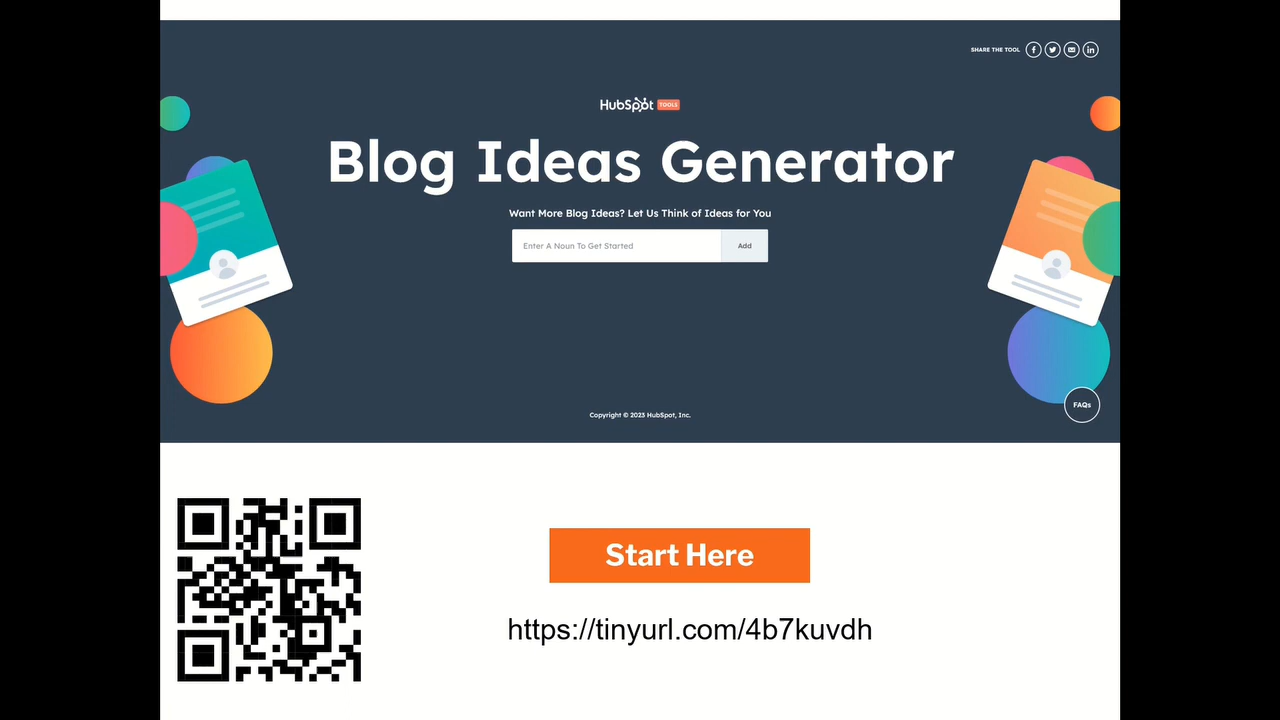 SHARE THE TOOL
HubSpot TOOLS
Blog Ideas Generator
Want More Blog Ideas? Let Us Think of Ideas for You
Enter A Noun To Get Started
Add
Copyright © 2023 HubSpot, Inc.
FAQs
Start Here
https://tinyurl.com/4b7kuvdh